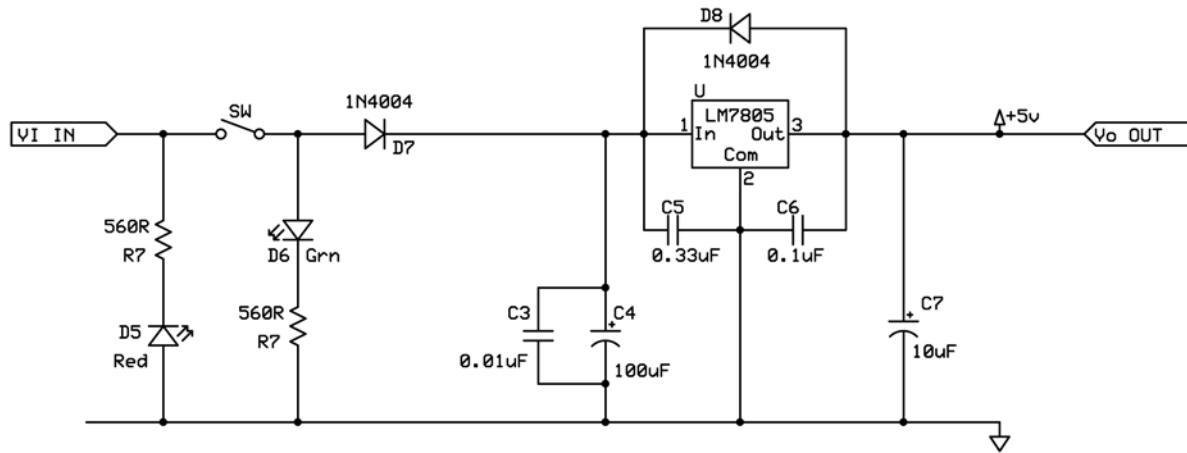 D8
1N4004
U
LM7805
1 In Out 3
Com
2
VI IN
SW
1N4004
D7
+5v
Vo OUT
C5
0.33uF
C6
0.1uF
560R
R7
D6 Grn
560R
R7
D5
Red
C3
0.01uF
C4
+
100uF
C7
+
10uF